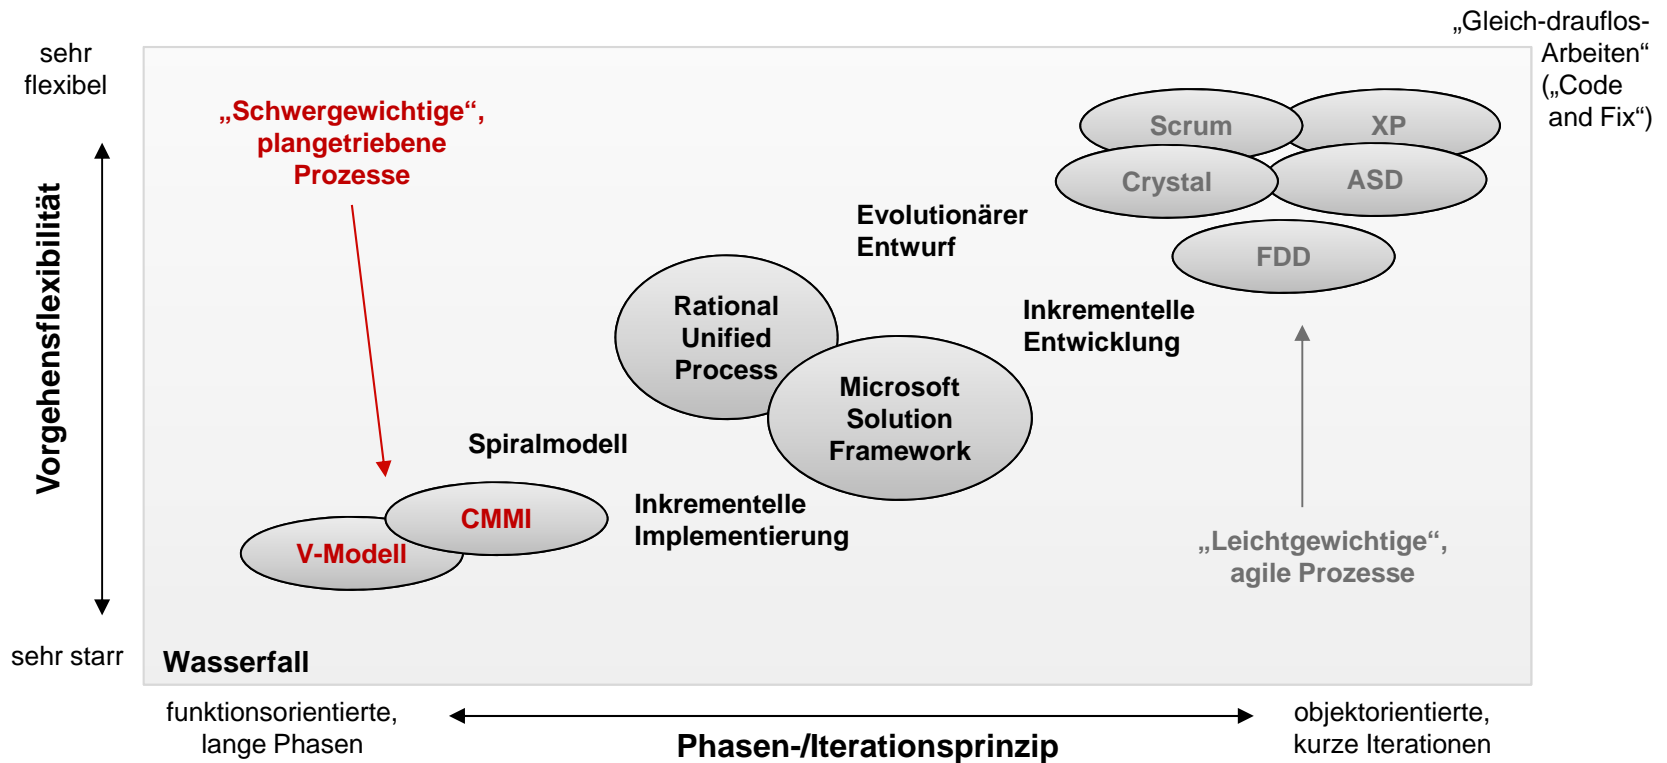 „Gleich-drauflos-
Arbeiten“
(„Code
and Fix“)
sehr
flexibel
„Schwergewichtige“,
plangetriebene
Prozesse
Scrum
XP
Crystal
ASD
Evolutionärer
Entwurf
FDD
Vorgehensflexibilität
Rational
Unified
Process
Inkrementelle
Entwicklung
Microsoft
Solution
Framework
Spiralmodell
CMMI
Inkrementelle
Implementierung
V-Modell
„Leichtgewichtige“,
agile Prozesse
sehr starr
Wasserfall
funktionsorientierte,
lange Phasen
Phasen-/Iterationsprinzip
objektorientierte,
kurze Iterationen